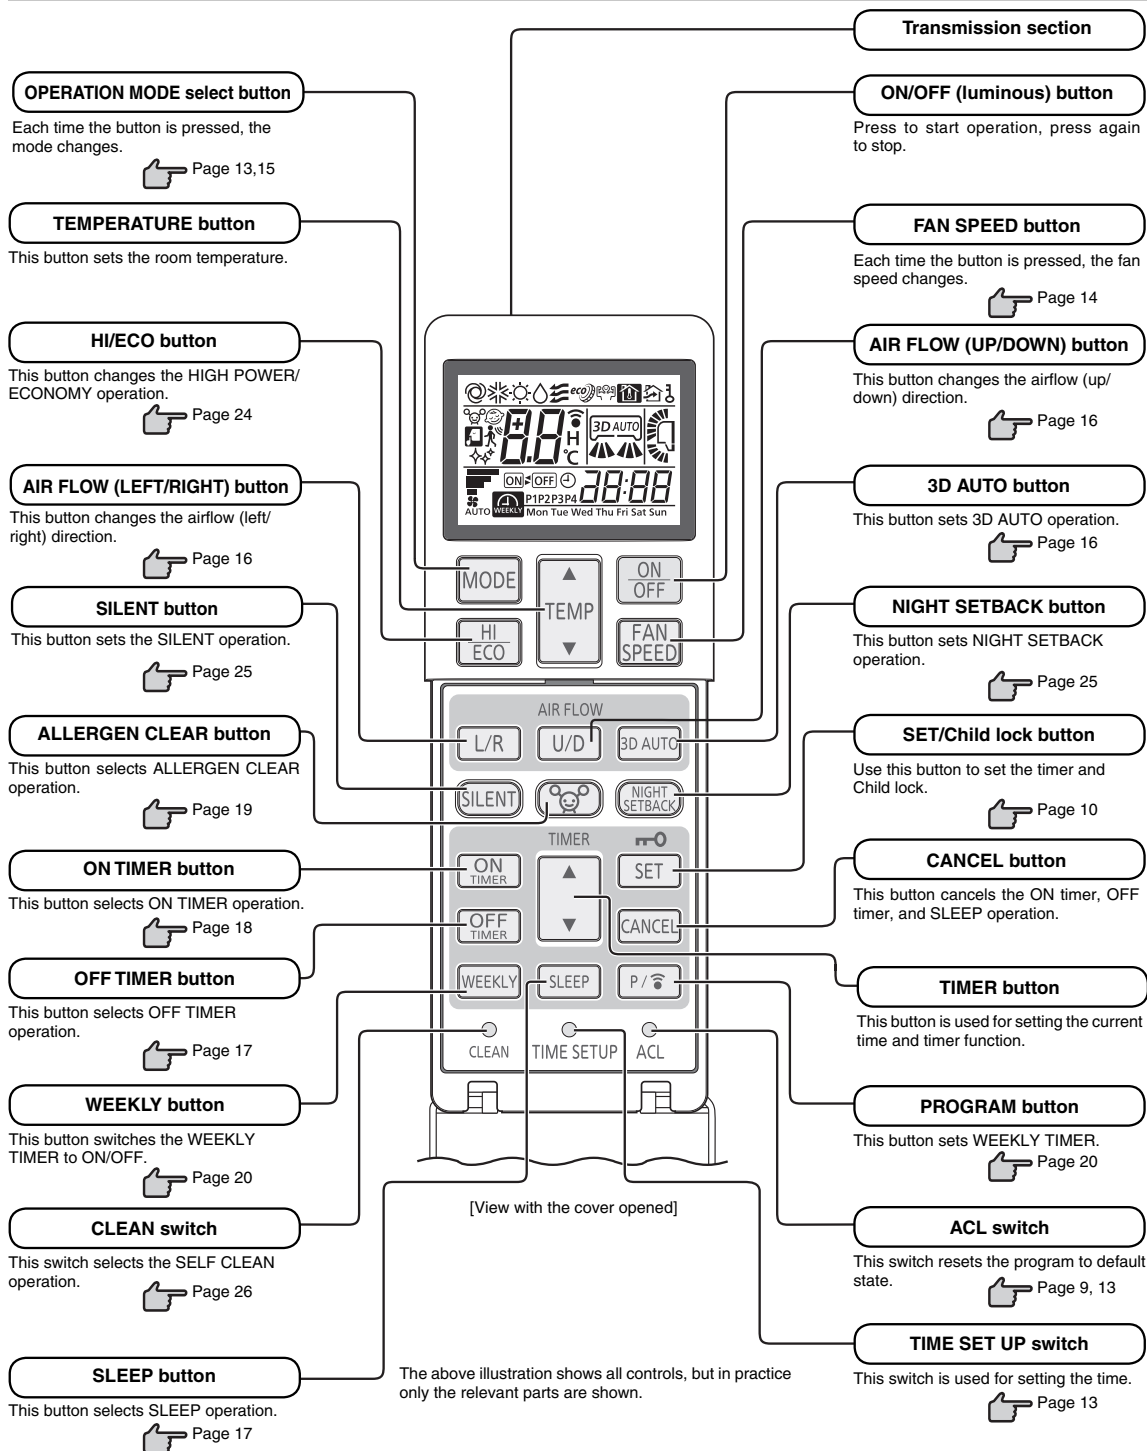 Transmission section
OPERATION MODE select button
Each time the button is pressed, the
mode changes.
Page 13,15
TEMPERATURE button
This button sets the room temperature.
HI/ECO button
This button changes the HIGH POWER/
ECONOMY operation.
Page 24
AIR FLOW (LEFT/RIGHT) button
This button changes the airflow (left/
right) direction.
Page 16
SILENT button
This button sets the SILENT operation.
Page 25
ALLERGEN CLEAR button
This button selects ALLERGEN CLEAR
operation.
Page 19
ON TIMER button
This button selects ON TIMER operation.
Page 18
OFF TIMER button
This button selects OFF TIMER
operation.
Page 17
WEEKLY button
This button switches the WEEKLY
TIMER to ON/OFF.
Page 20
CLEAN switch
This switch selects the SELF CLEAN
operation.
Page 26
SLEEP button
This button selects SLEEP operation.
Page 17
eco
8.8
H
°C
3D AUTO
ON OFF
28:88
P1P2P3P4
AUTO WEEKLY Mon Tue Wed Thu Fri Sat Sun
MODE
TEMP
ON
OFF
HI
ECO
FAN
SPEED
AIR FLOW
L/R
U/D
3D AUTO
SILENT
NIGHT
SETBACK
TIMER
ON
TIMER
SET
OFF
TIMER
CANCEL
WEEKLY
SLEEP
P/
CLEAN
TIME SETUP
ACL
[View with the cover opened]
The above illustration shows all controls, but in practice
only the relevant parts are shown.
ON/OFF (luminous) button
Press to start operation, press again
to stop.
FAN SPEED button
Each time the button is pressed, the fan
speed changes.
Page 14
AIR FLOW (UP/DOWN) button
This button changes the airflow (up/
down) direction.
Page 16
3D AUTO button
This button sets 3D AUTO operation.
Page 16
NIGHT SETBACK button
This button sets NIGHT SETBACK
operation.
Page 25
SET/Child lock button
Use this button to set the timer and
Child lock.
Page 10
CANCEL button
This button cancels the ON timer, OFF
timer, and SLEEP operation.
TIMER button
This button is used for setting the current
time and timer function.
PROGRAM button
This button sets WEEKLY TIMER.
Page 20
ACL switch
This switch resets the program to default
state.
Page 9, 13
TIME SET UP switch
This switch is used for setting the time.
Page 13